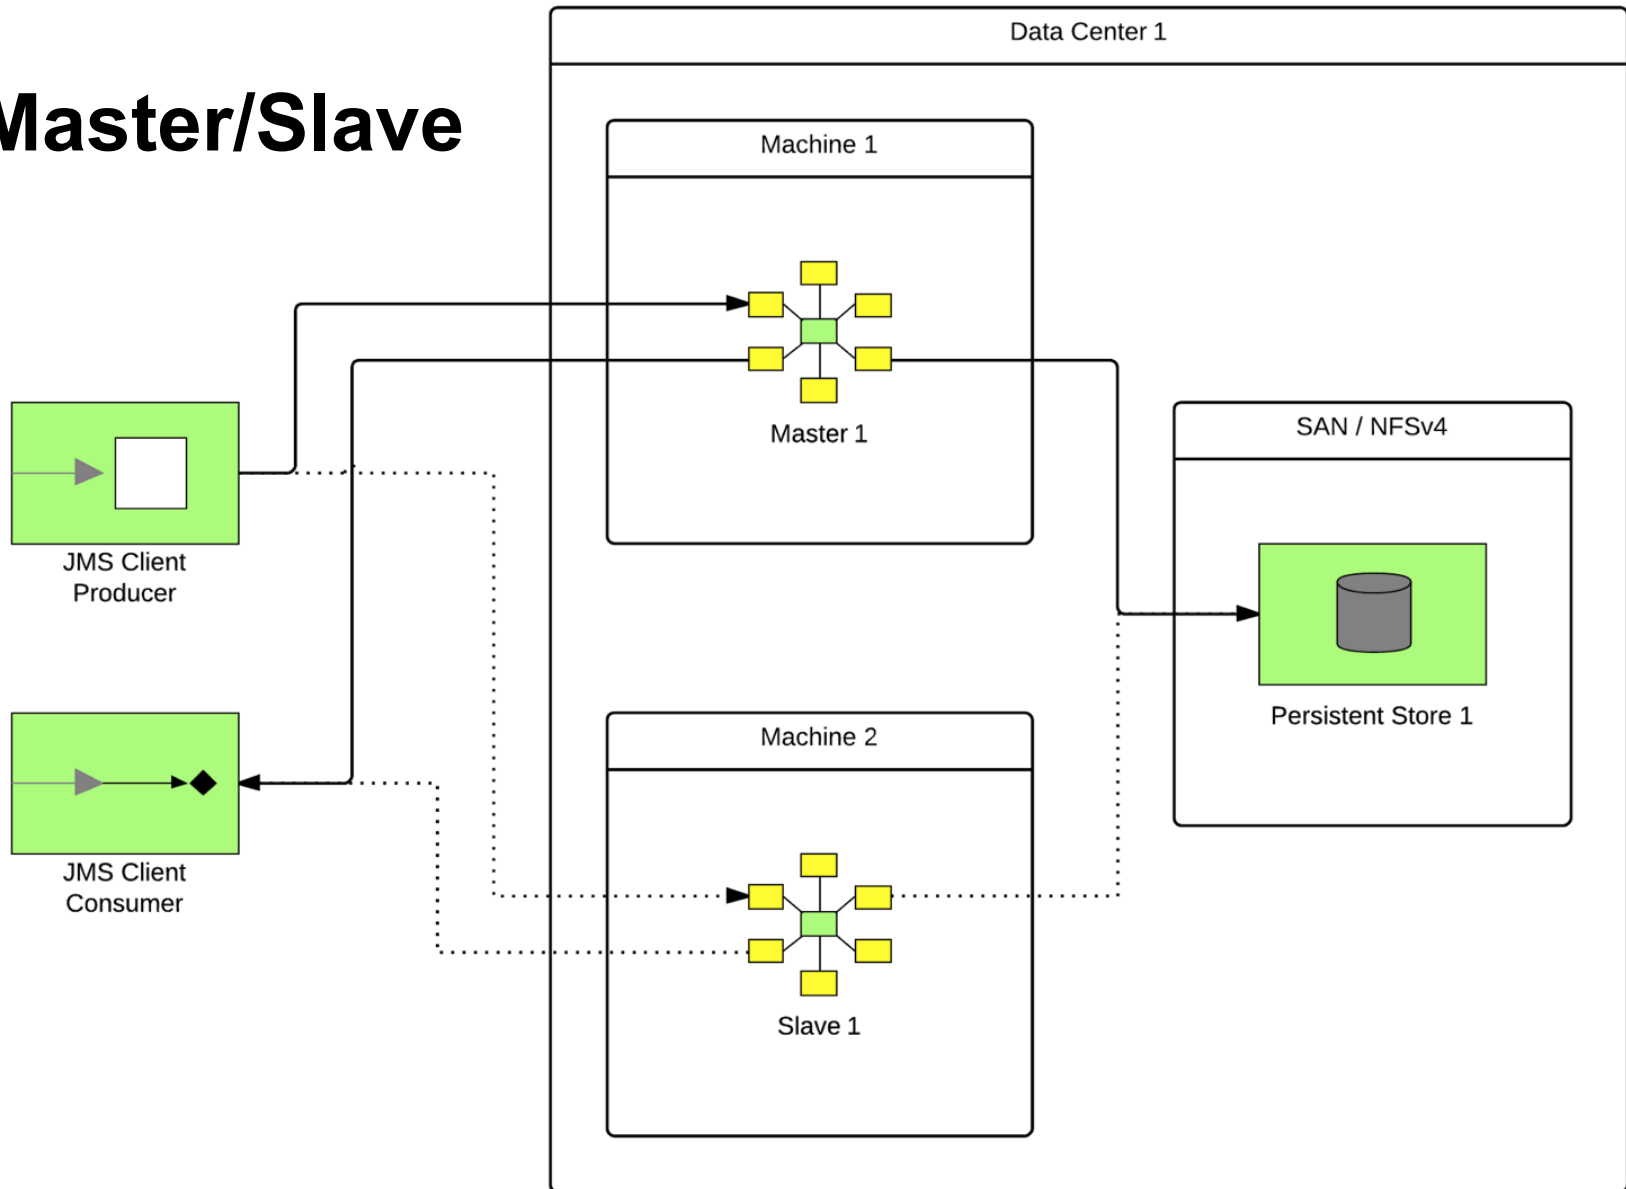 Data Center 1
Master/Slave
Machine 1
Master 1
SAN / NFSv4
JMS Client
Producer
Persistent Store 1
Machine 2
JMS Client
Consumer
Slave 1